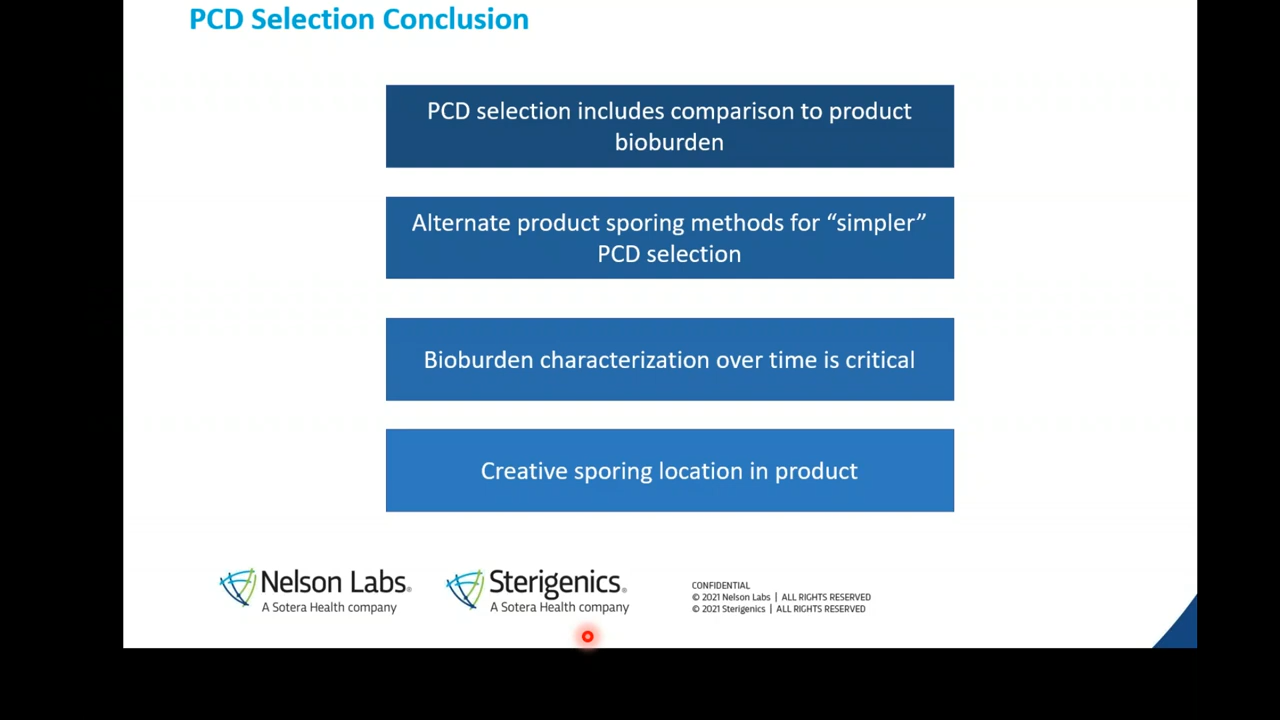 PCD Selection Conclusion
PCD selection includes comparison to product
bioburden
Alternate product sporing methods for “simpler”
PCD selection
Bioburden characterization over time is critical
Creative sporing location in product
Nelson Labs®
A Sotera Health company
Sterigenics®
A Sotera Health company
CONFIDENTIAL
© 2021 Nelson Labs | ALL RIGHTS RESERVED
© 2021 Sterigenics | ALL RIGHTS RESERVED